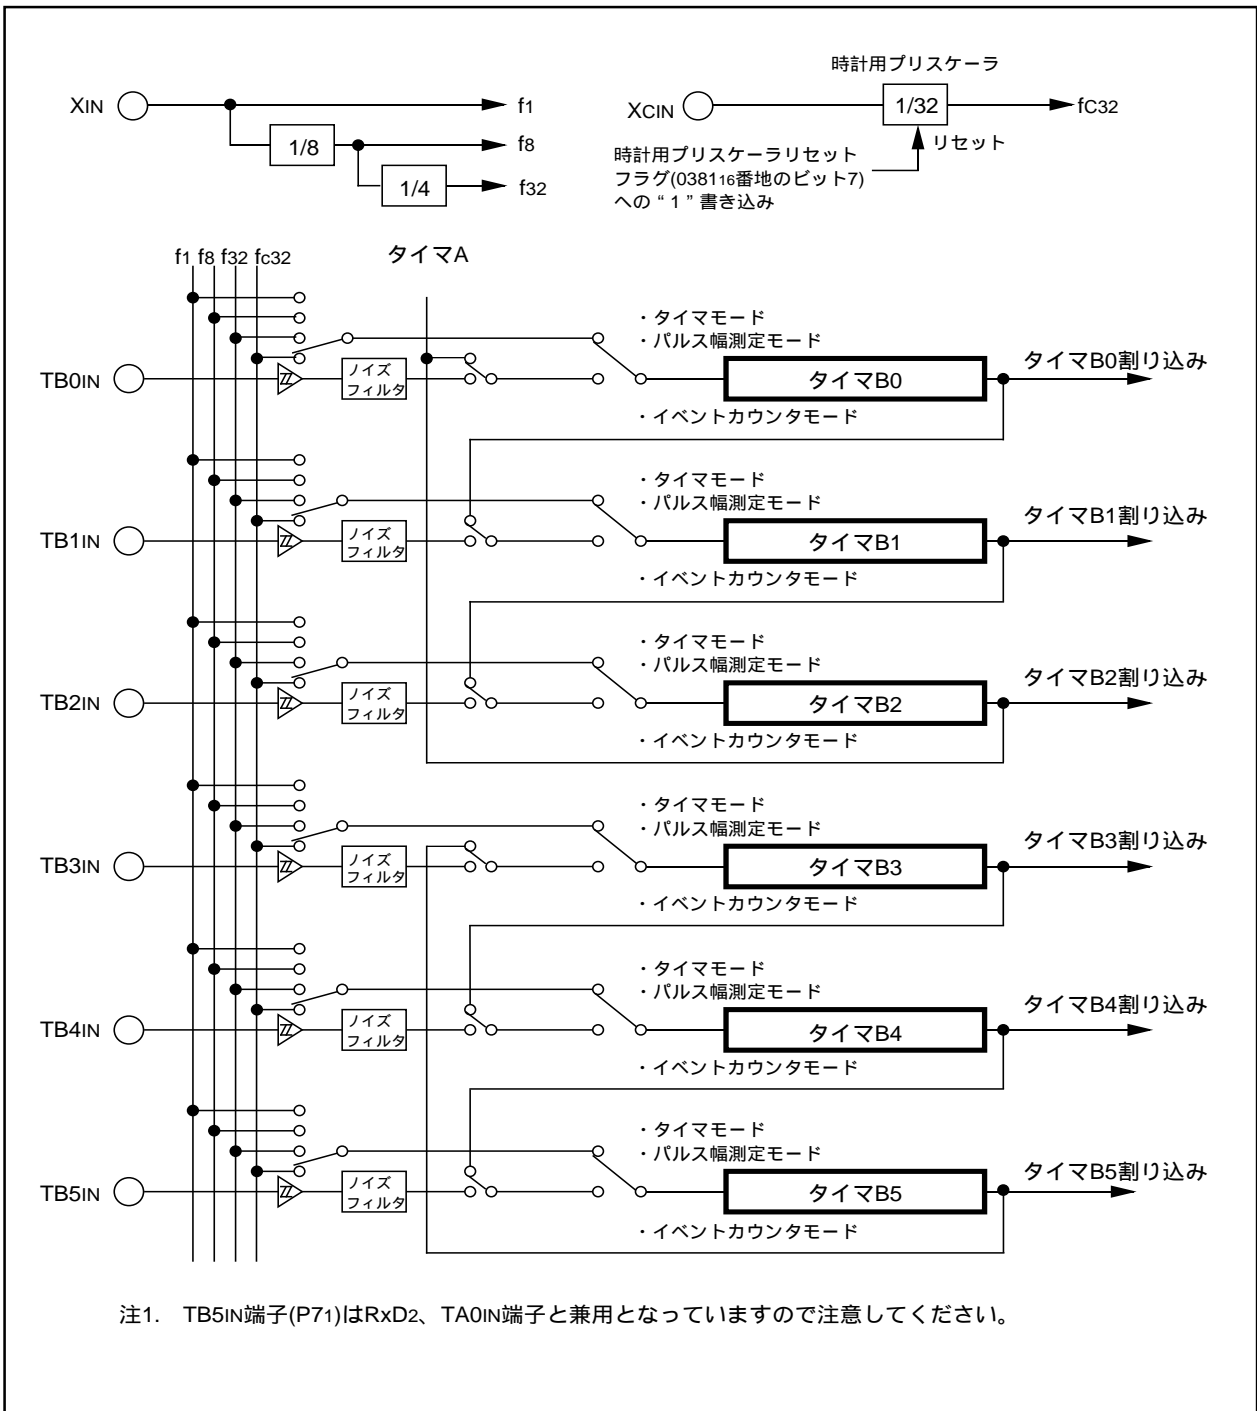 時計用プリスケーラ
XIN
f1
XCIN
1/32
fC32
1/8
f8
リセット
1/4
f32
時計用プリスケーラリセット
フラグ(038116番地のビット7)
への“1”書き込み
f1 f8 f32 fc32
タイマA
・タイマモード
・パルス幅測定モード
TB0IN
ノイズ
フィルタ
タイマB0
タイマB0割り込み
・イベントカウンタモード
・タイマモード
・パルス幅測定モード
TB1IN
ノイズ
フィルタ
タイマB1
タイマB1割り込み
・イベントカウンタモード
・タイマモード
・パルス幅測定モード
TB2IN
ノイズ
フィルタ
タイマB2
タイマB2割り込み
・イベントカウンタモード
・タイマモード
・パルス幅測定モード
TB3IN
ノイズ
フィルタ
タイマB3
タイマB3割り込み
・イベントカウンタモード
・タイマモード
・パルス幅測定モード
TB4IN
ノイズ
フィルタ
タイマB4
タイマB4割り込み
・イベントカウンタモード
・タイマモード
・パルス幅測定モード
TB5IN
ノイズ
フィルタ
タイマB5
タイマB5割り込み
・イベントカウンタモード
注1. TB5IN端子(P71)はRxD2、TA0IN端子と兼用となっていますので注意してください。